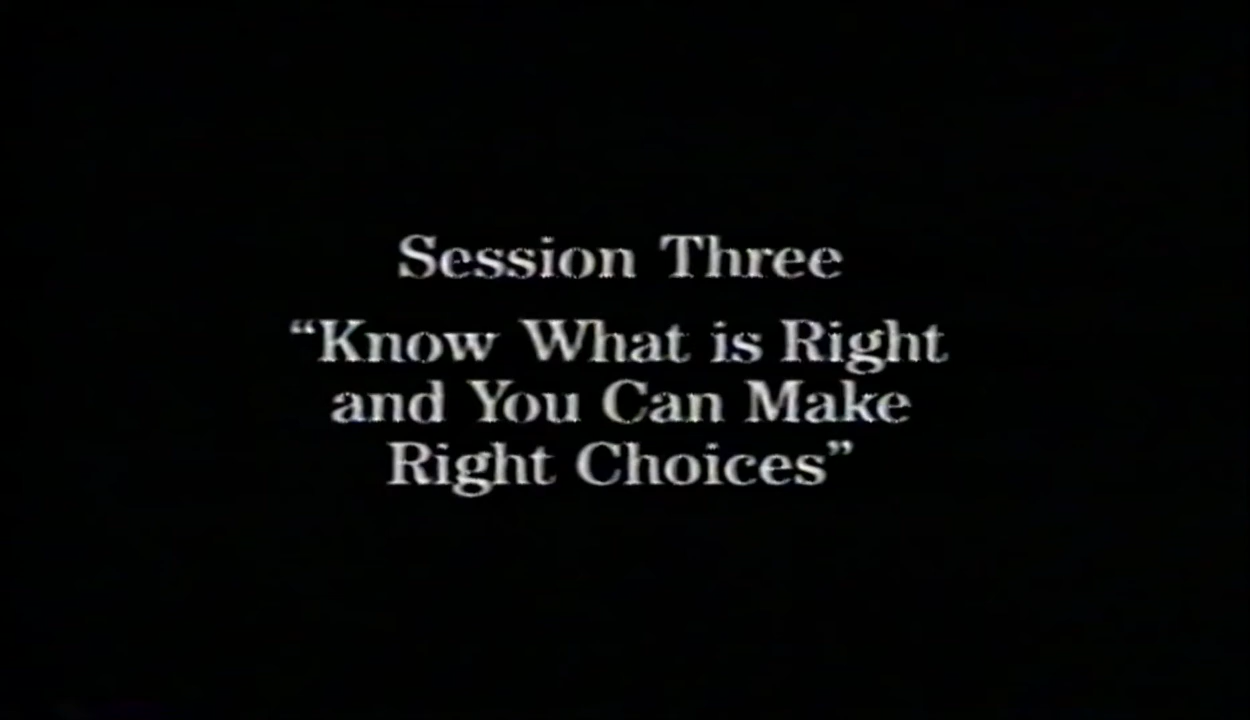 Session Three
“Know What is Right
and You Can Make
Right Choices”